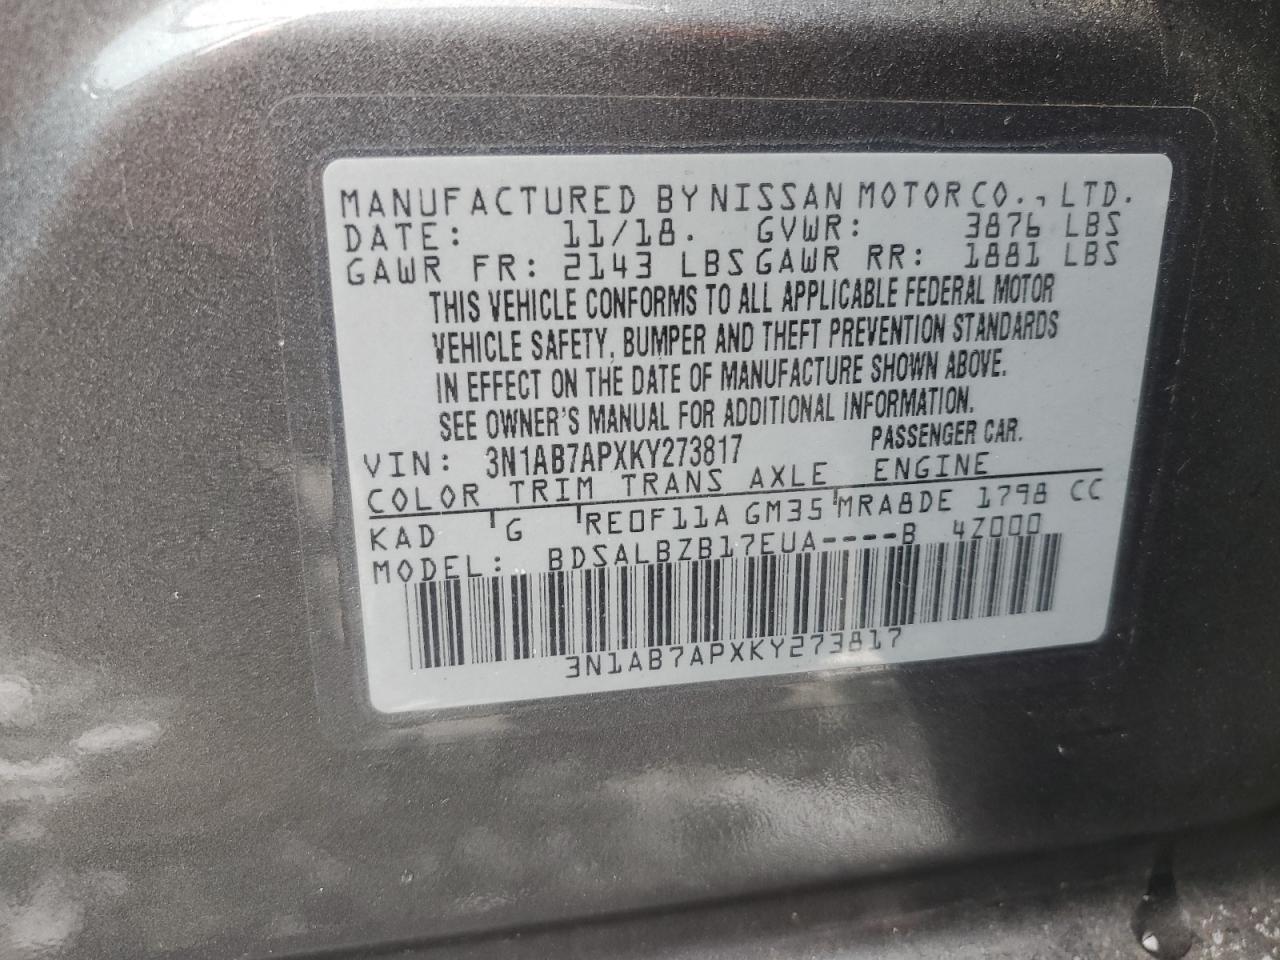 MANUFACTURED BY NISSAN MOTOR CO., LTD.
DATE: 11/18. GVWR: 3876 LBS
GAWR FR: 2143 LBS GAWR RR: 1881 LBS
THIS VEHICLE CONFORMS TO ALL APPLICABLE FEDERAL MOTOR
VEHICLE SAFETY, BUMPER AND THEFT PREVENTION STANDARDS
IN EFFECT ON THE DATE OF MANUFACTURE SHOWN ABOVE.
SEE OWNER'S MANUAL FOR ADDITIONAL INFORMATION.
VIN: 3N1AB7APXKY273817 PASSENGER CAR.
COLOR TRIM TRANS AXLE ENGINE
KAD G RE0F11A GM35 MRA8DE 1798 CC
MODEL: BDSALBZB17EUA----B 4Z000
3N1AB7APXKY273817